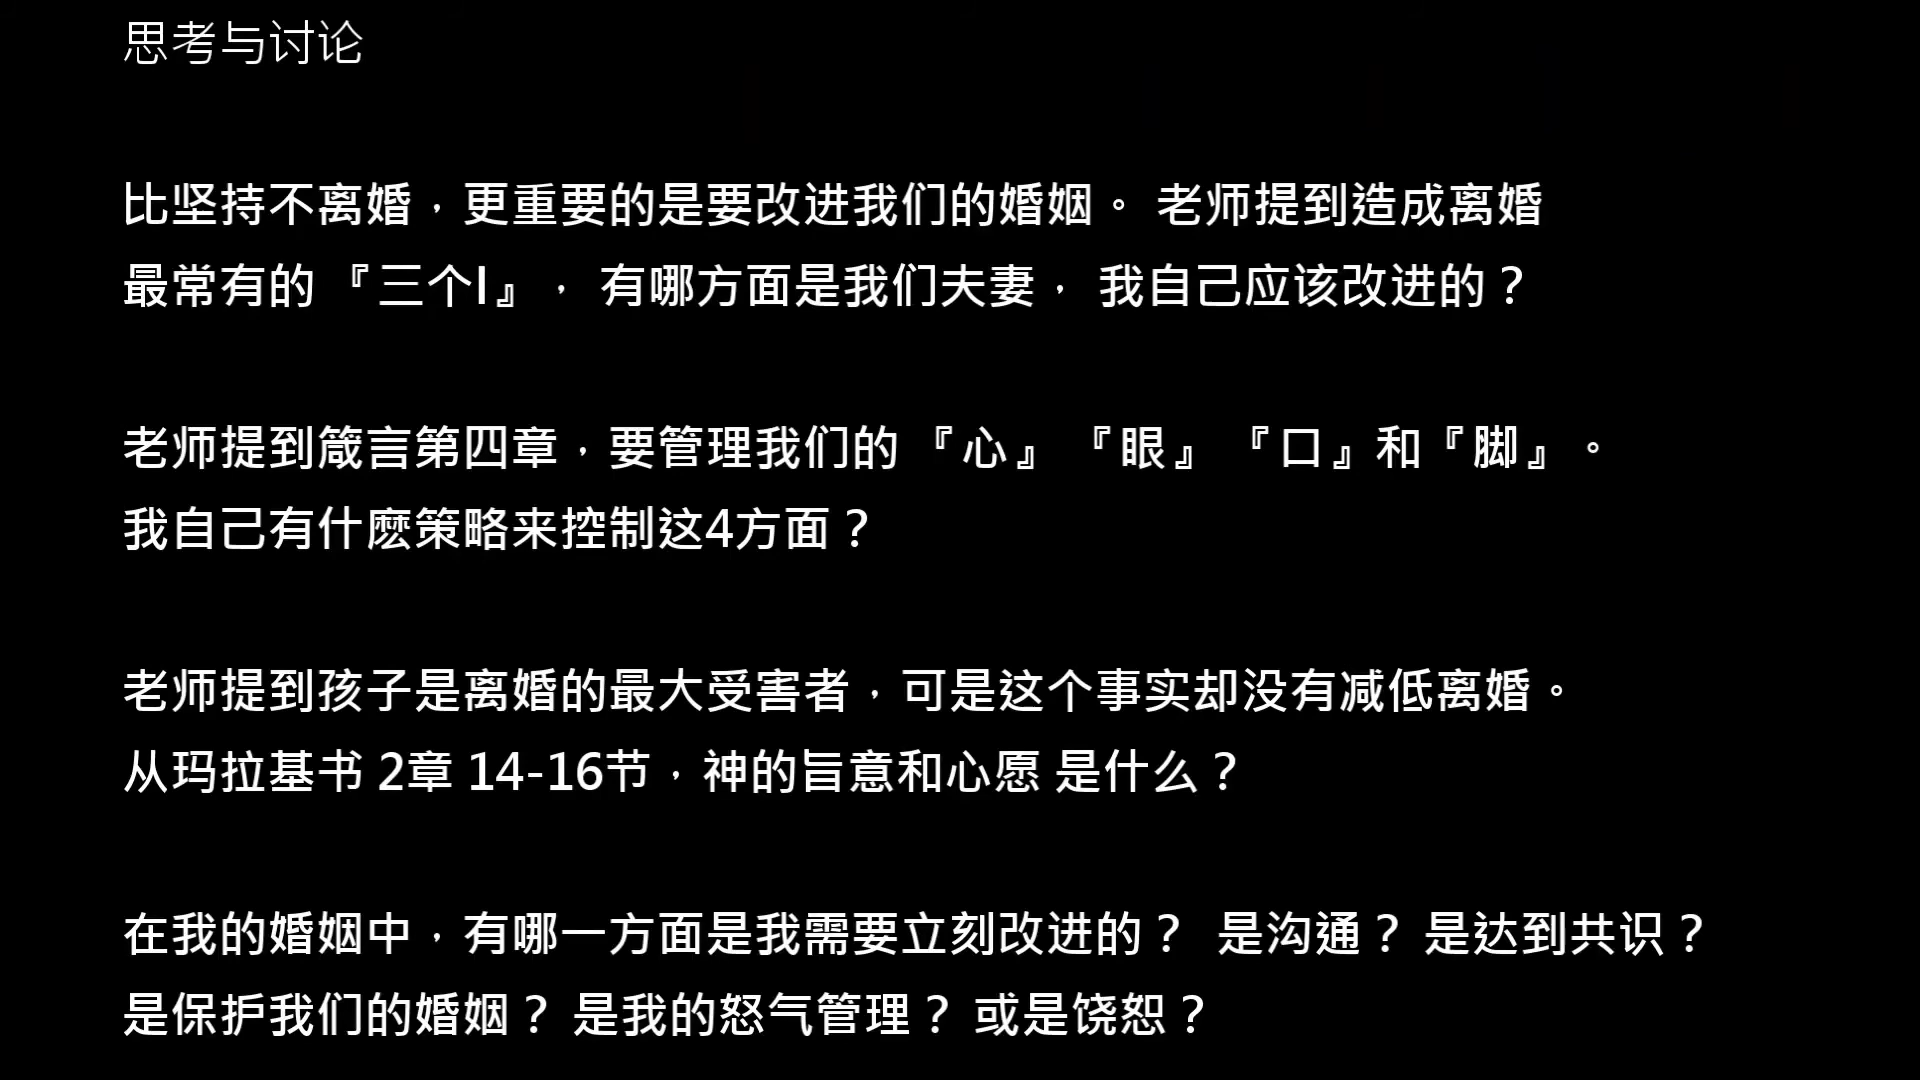 思考与讨论
比坚持不离婚，更重要的是要改进我们的婚姻。 老师提到造成离婚
最常有的 『三个I』， 有哪方面是我们夫妻， 我自己应该改进的？
老师提到箴言第四章，要管理我们的 『心』 『眼』 『口』和『脚』。
我自己有什麽策略来控制这4方面？
老师提到孩子是离婚的最大受害者，可是这个事实却没有减低离婚。
从玛拉基书 2章 14-16节，神的旨意和心愿 是什么？
在我的婚姻中，有哪一方面是我需要立刻改进的？ 是沟通？ 是达到共识？
是保护我们的婚姻？ 是我的怒气管理？ 或是饶恕？